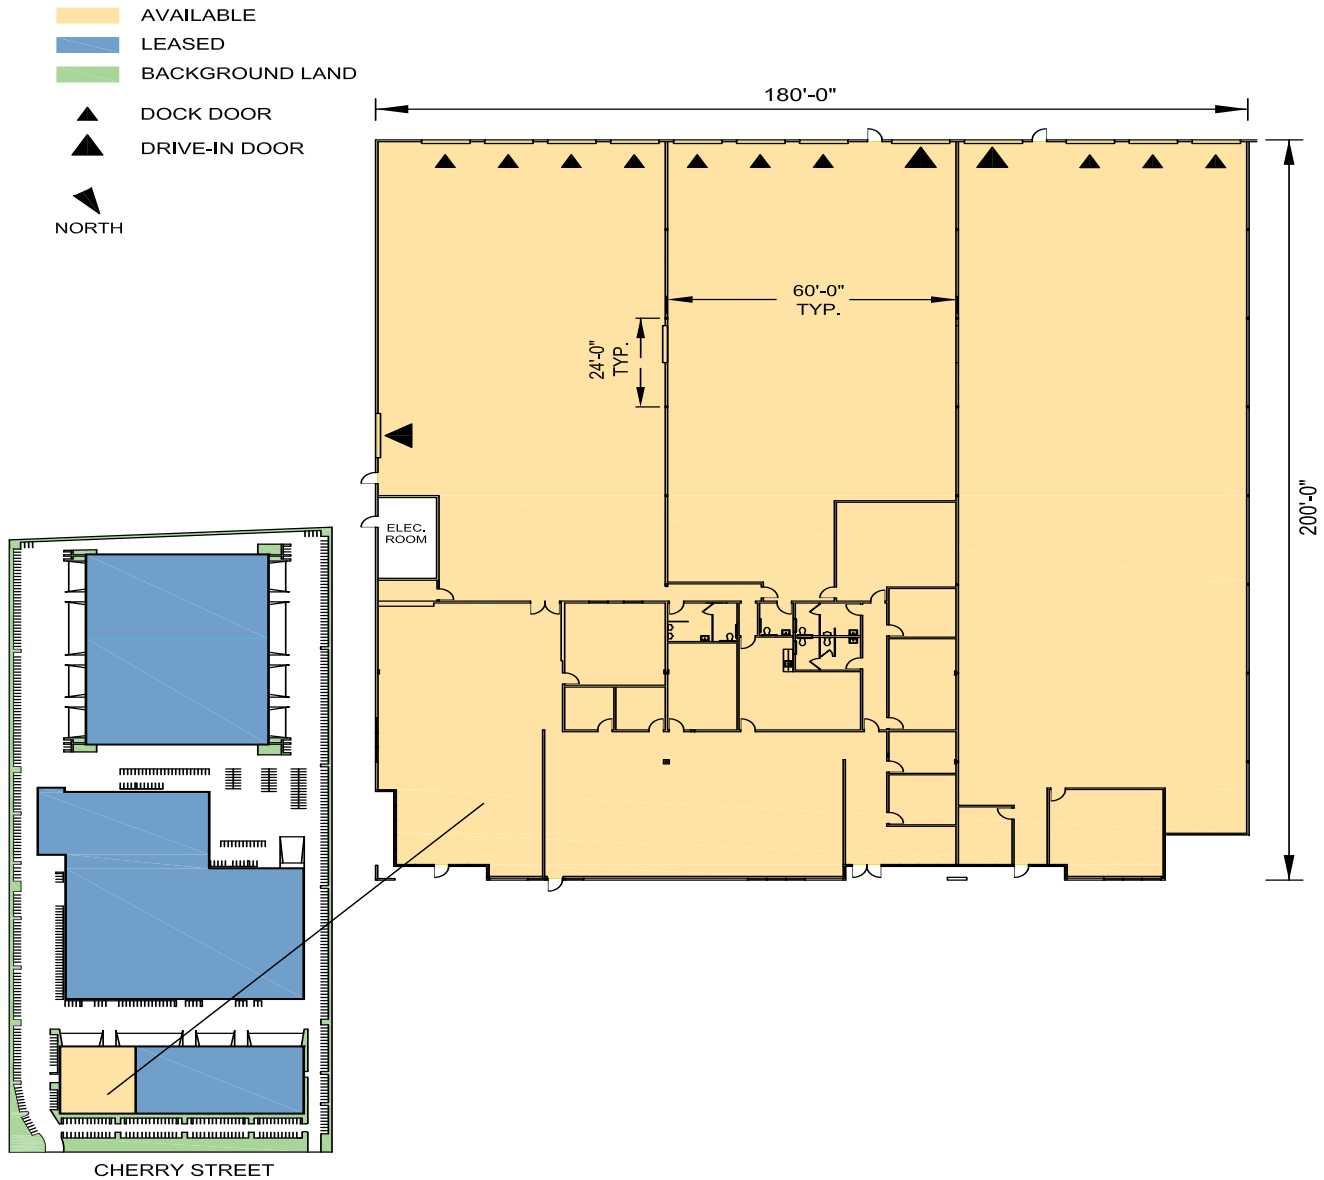 AVAILABLE
LEASED
BACKGROUND LAND
DOCK DOOR
DRIVE-IN DOOR
NORTH
180'-0"
60'-0"
TYP.
24'-0"
TYP.
200'-0"
ELEC.
ROOM
CHERRY STREET